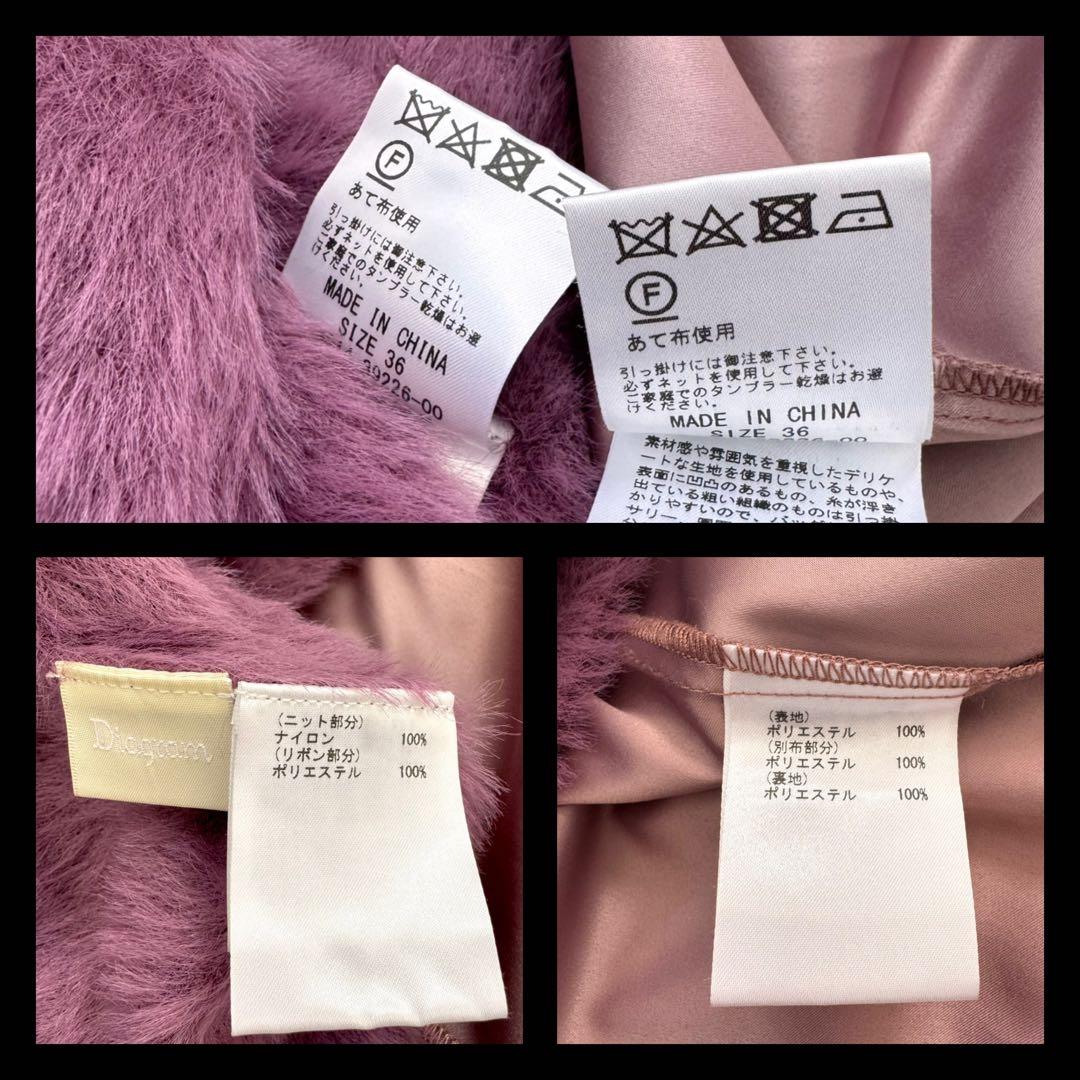 F
あて布使用
引っ掛けには御注意下さい。
必ずネットを使用して下さい。
ご家庭でのタンブラー乾燥はお避
けください。
MADE IN CHINA
SIZE 36
39226-00
F
あて布使用
引っ掛けには御注意下さい。
必ずネットを使用して下さい。
ご家庭でのタンブラー乾燥はお避
けください。
MADE IN CHINA
SIZE 36
素材感や雰囲気を重視したデリケ
ートな生地を使用しているものや、
表面に凹凸のあるもの、糸が浮き
出ている粗い組織のものは引っ掛
かりやすいので、
サリー、
Diagram
(ニット部分)
ナイロン 100%
(リボン部分)
ポリエステル 100%
(表地)
ポリエステル 100%
(別布部分)
ポリエステル 100%
(裏地)
ポリエステル 100%